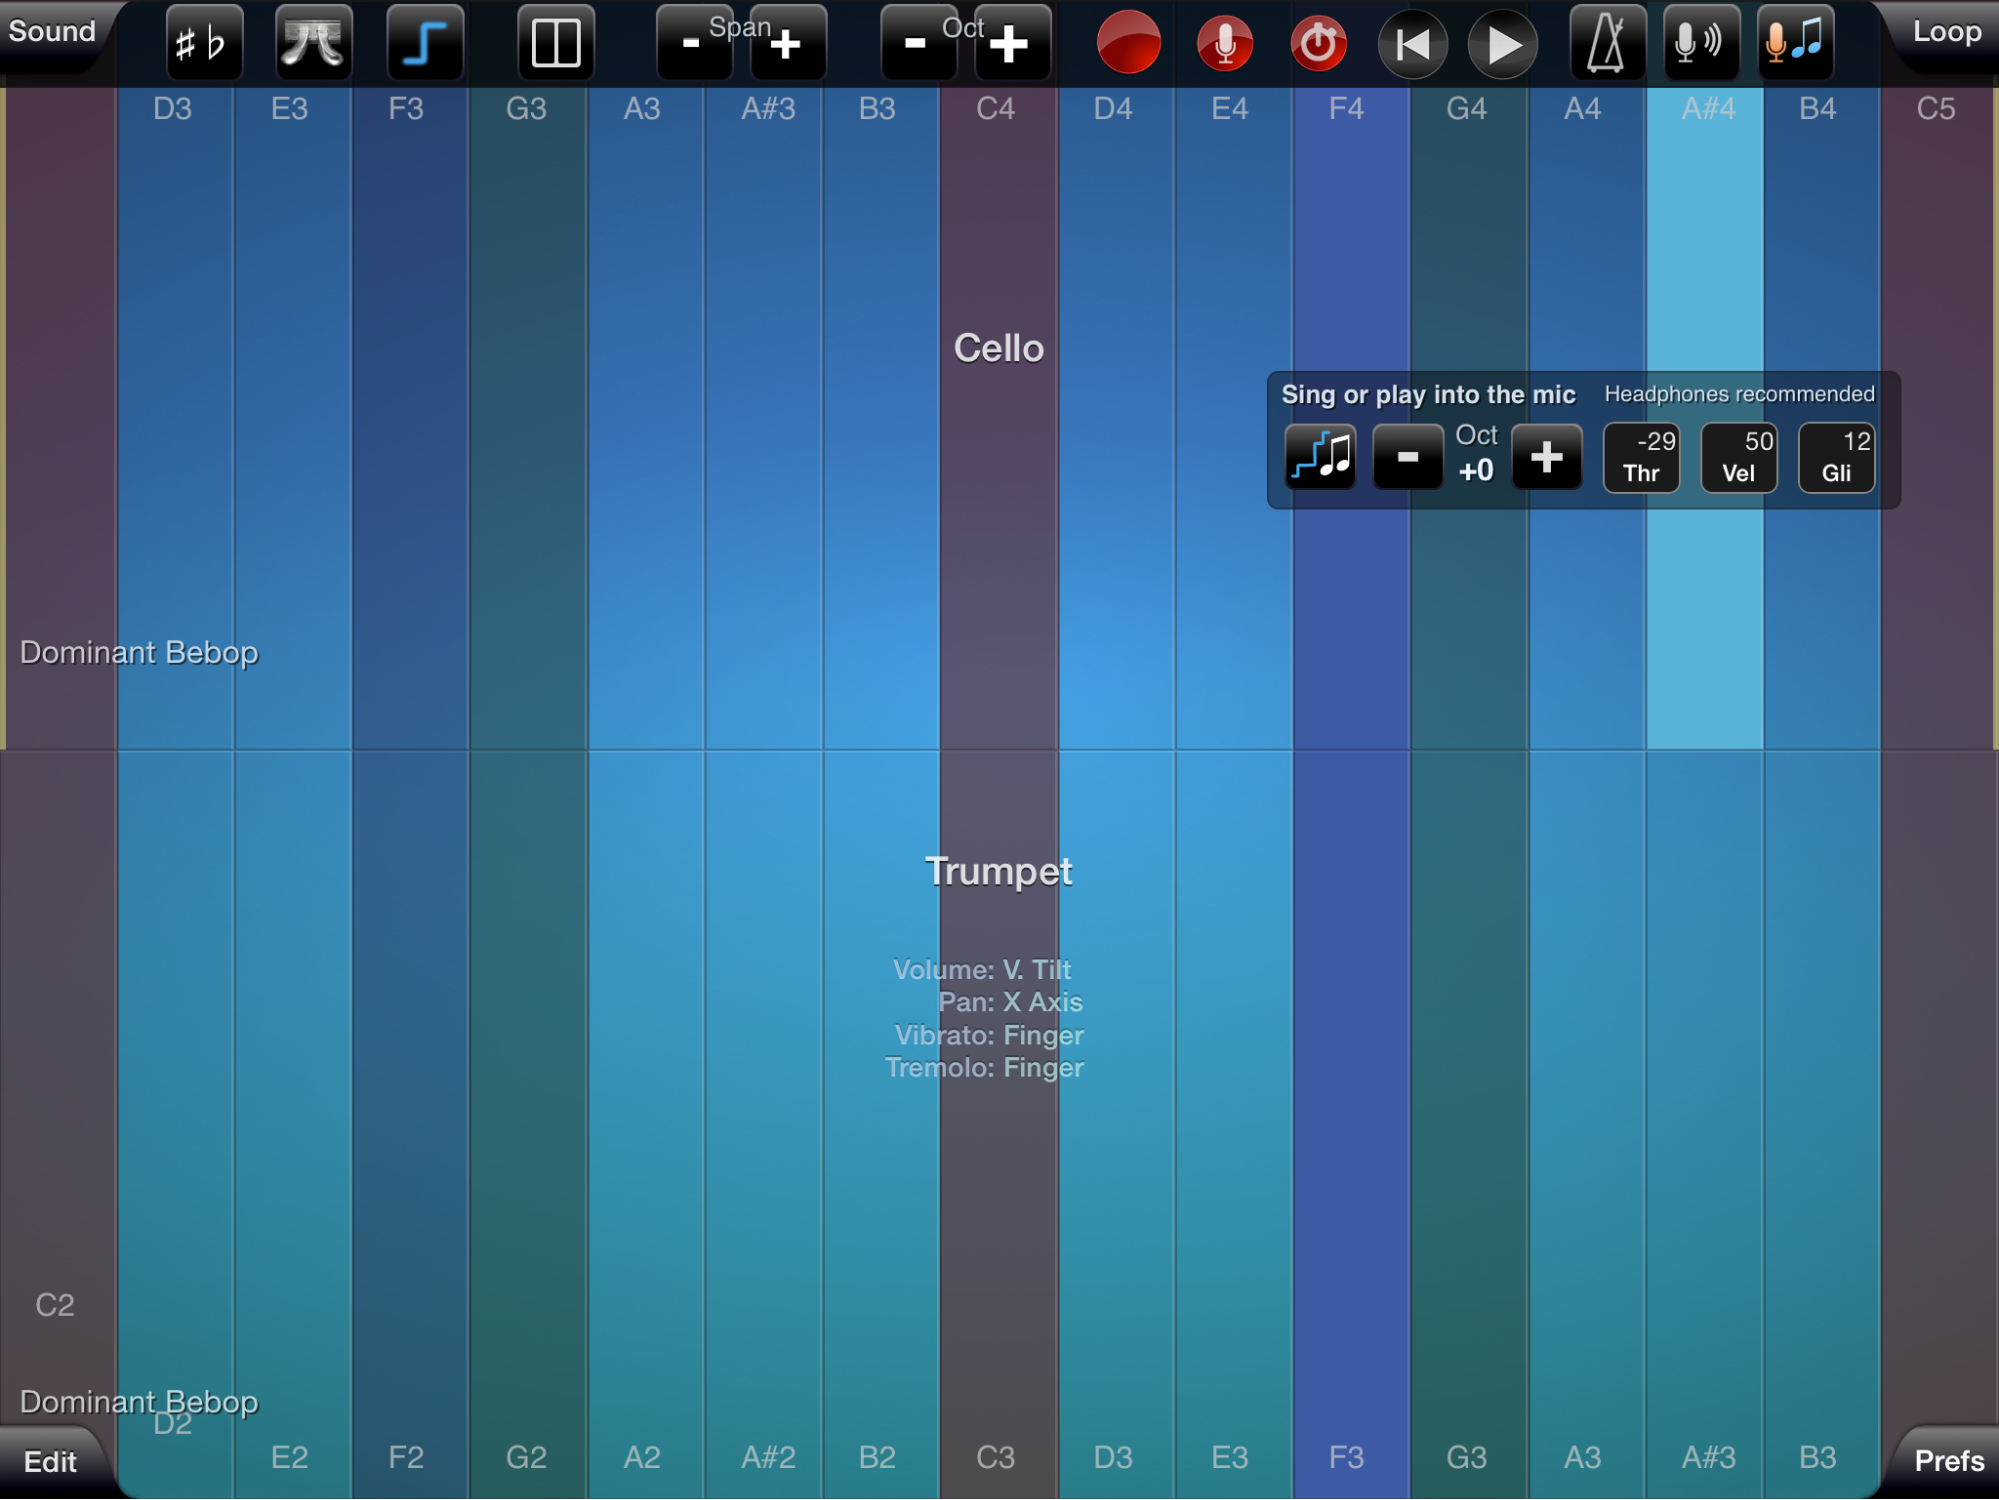 Sound
♯ ♭
- Span +
- Oct +
Loop
D3 E3 F3 G3 A3 A#3 B3 C4 D4 E4 F4 G4 A4 A#4 B4 C5
Cello
Sing or play into the mic Headphones recommended
- Oct +
+0
-29 Thr
50 Vel
12 Gli
Dominant Bebop
Trumpet
Volume: V. Tilt
Pan: X Axis
Vibrato: Finger
Tremolo: Finger
C2
Dominant Bebop
D2 E2 F2 G2 A2 A#2 B2 C3 D3 E3 F3 G3 A3 A#3 B3
Edit
Prefs